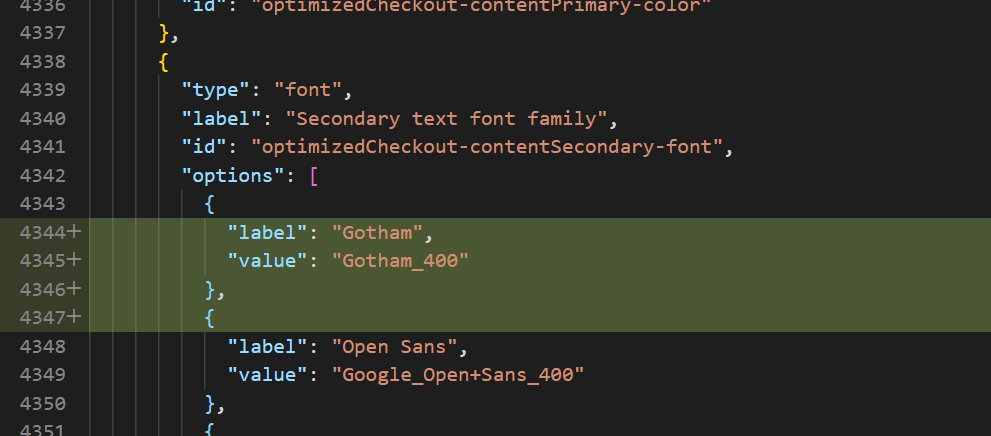 4336 "id": "optimizedCheckout-contentPrimary-color"
4337 },
4338 {
4339 "type": "font",
4340 "label": "Secondary text font family",
4341 "id": "optimizedCheckout-contentSecondary-font",
4342 "options": [
4343 {
4344+ "label": "Gotham",
4345+ "value": "Gotham_400"
4346+ },
4347+ {
4348 "label": "Open Sans",
4349 "value": "Google_Open+Sans_400"
4350 },
4351 {